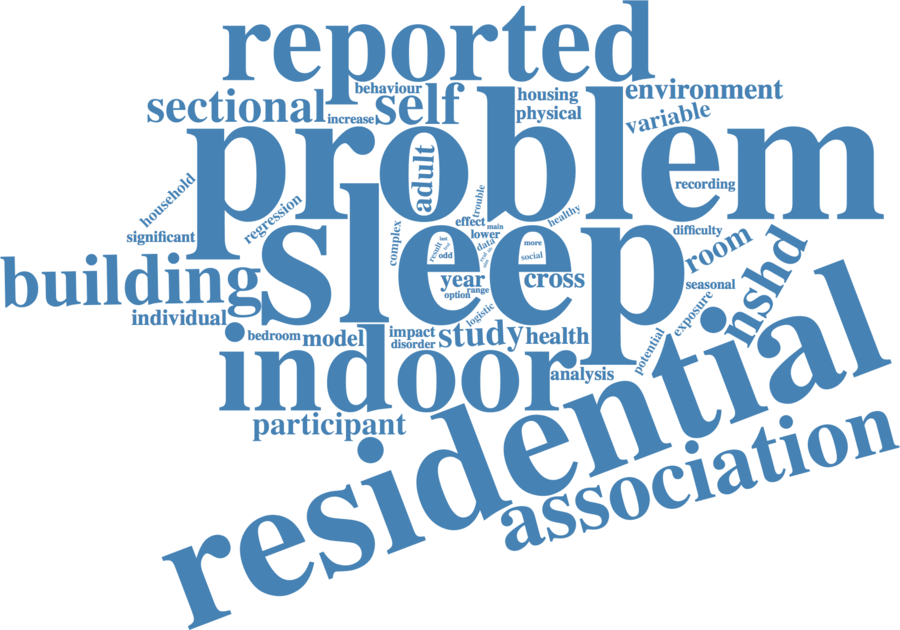 reported
behaviour
sectional
increase
self
housing
physical
environment
variable
problem
adult
recording
household
significant
regression
complex
trouble
effect
main
lower
data
healthy
difficulty
sleep
result
odd
more
social
room
nshd
building
year
range
option
cross
seasonal
individual
logistic
exposure
potential
bedroom
model
impact
disorder
study
health
indoor
analysis
participant
residential
association